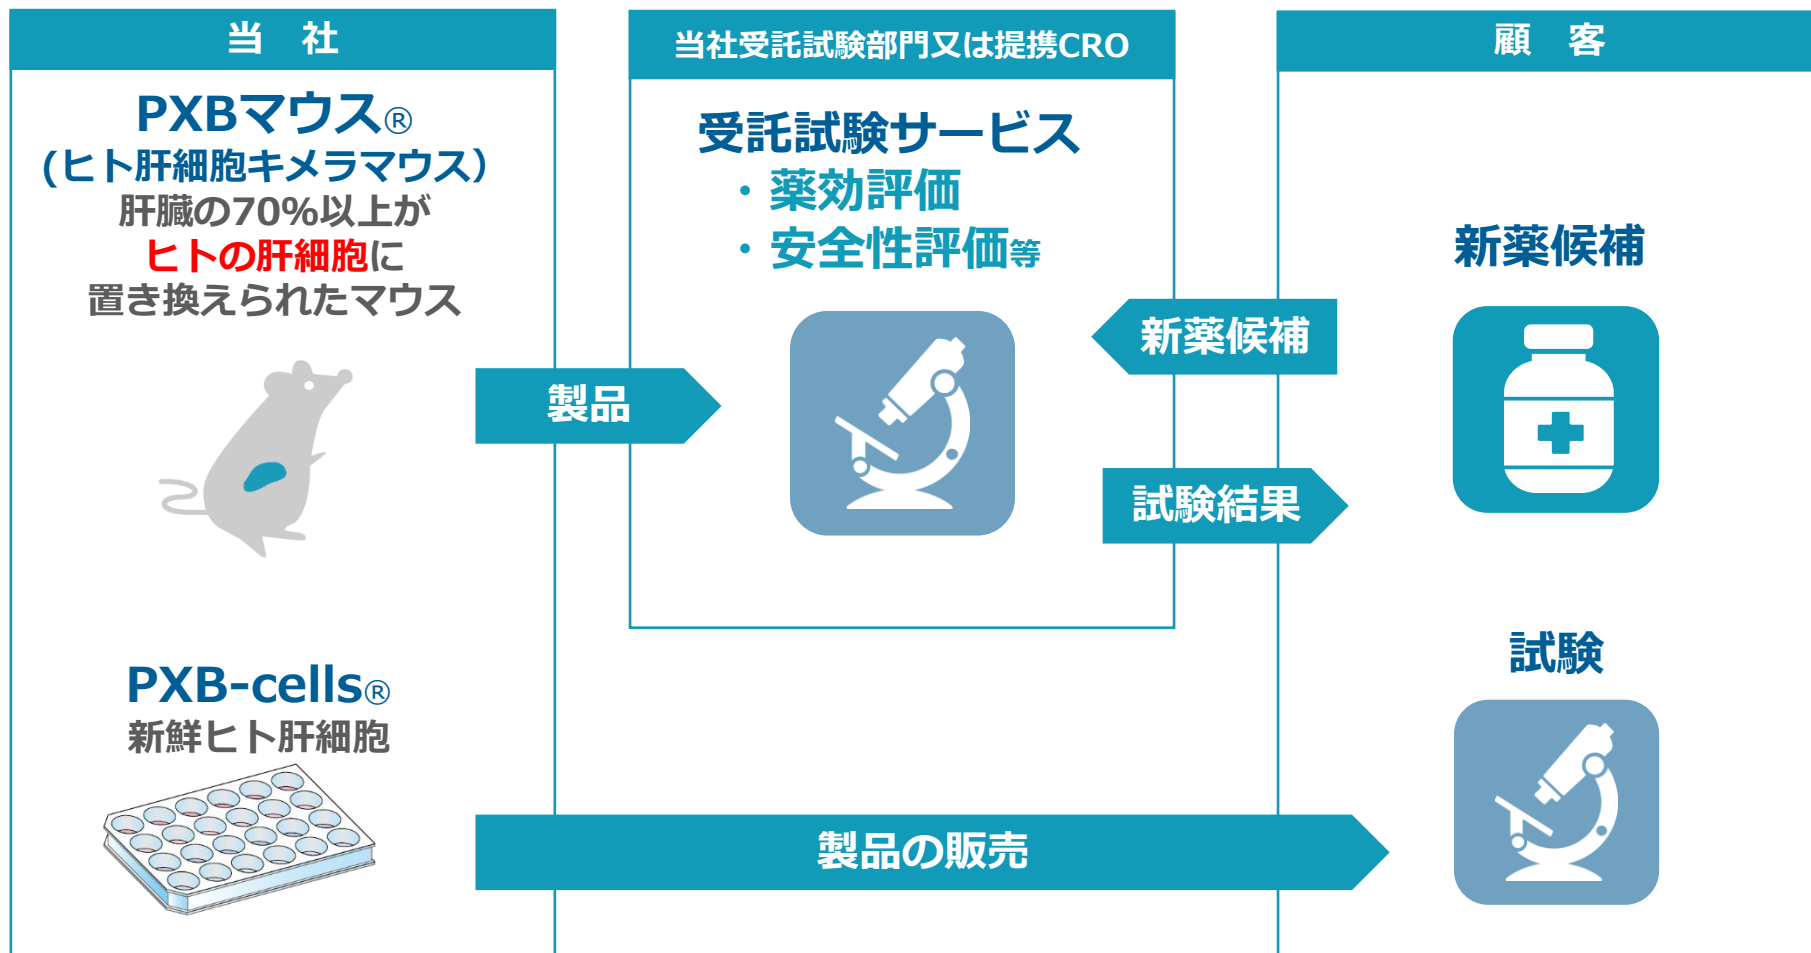 当 社
PXBマウス®
(ヒト肝細胞キメラマウス）
肝臓の70%以上が
ヒトの肝細胞に
置き換えられたマウス
PXB-cells®
新鮮ヒト肝細胞
製品
当社受託試験部門又は提携CRO
受託試験サービス
・薬効評価
・安全性評価等
新薬候補
試験結果
製品の販売
顧 客
新薬候補
試験